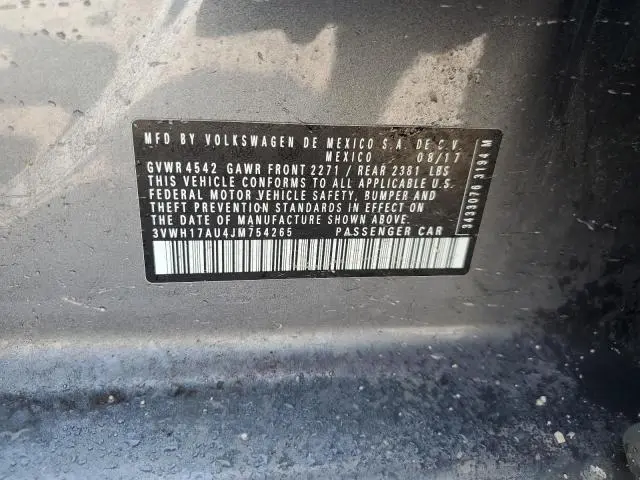 MFD BY VOLKSWAGEN DE MEXICO S.A. DE C.V.
MEXICO 08/17
GVWR 4542 GAWR FRONT 2271 / REAR 2381 LBS
THIS VEHICLE CONFORMS TO ALL APPLICABLE U.S.
FEDERAL MOTOR VEHICLE SAFETY, BUMPER AND
THEFT PREVENTION STANDARDS IN EFFECT ON
THE DATE OF MANUFACTURE SHOWN ABOVE.
3VWH17AU4JM754265 PASSENGER CAR
3433076 3194 M